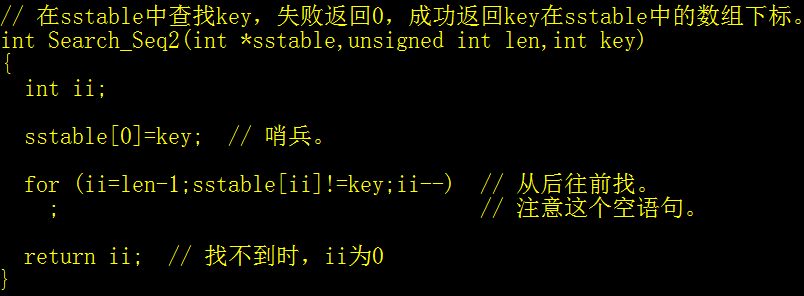 // 在sstable中查找key，失败返回0，成功返回key在sstable中的数组下标。
int Search_Seq2(int *sstable,unsigned int len,int key)
{
  int ii;

  sstable[0]=key;  // 哨兵。

  for (ii=len-1;sstable[ii]!=key;ii--)  // 从后往前找。
    ;                                   // 注意这个空语句。

  return ii;  // 找不到时，ii为0
}